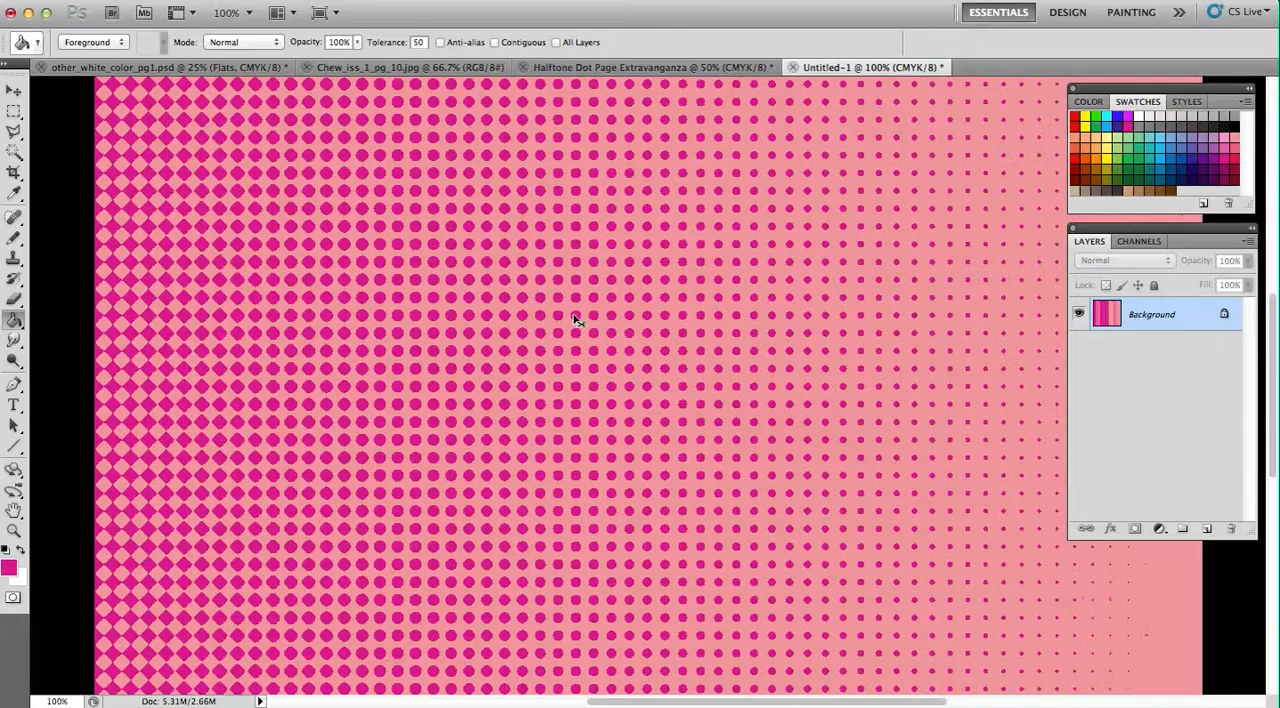 Ps Br Mb 100% ESSENTIALS DESIGN PAINTING CS Live
Foreground Mode: Normal Opacity: 100% Tolerance: 50 Anti-alias Contiguous All Layers
other_white_color_pg1.psd @ 25% (Flats, CMYK/8) * Chew_iss_1_pg_10.jpg @ 66.7% (RGB/8#) Halftone Dot Page Extravaganza @ 50% (CMYK/8) * Untitled-1 @ 100% (CMYK/8) *
COLOR SWATCHES STYLES
LAYERS CHANNELS
Normal Opacity: 100%
Lock: Fill: 100%
Background
T
100% Doc: 5.31M/2.66M